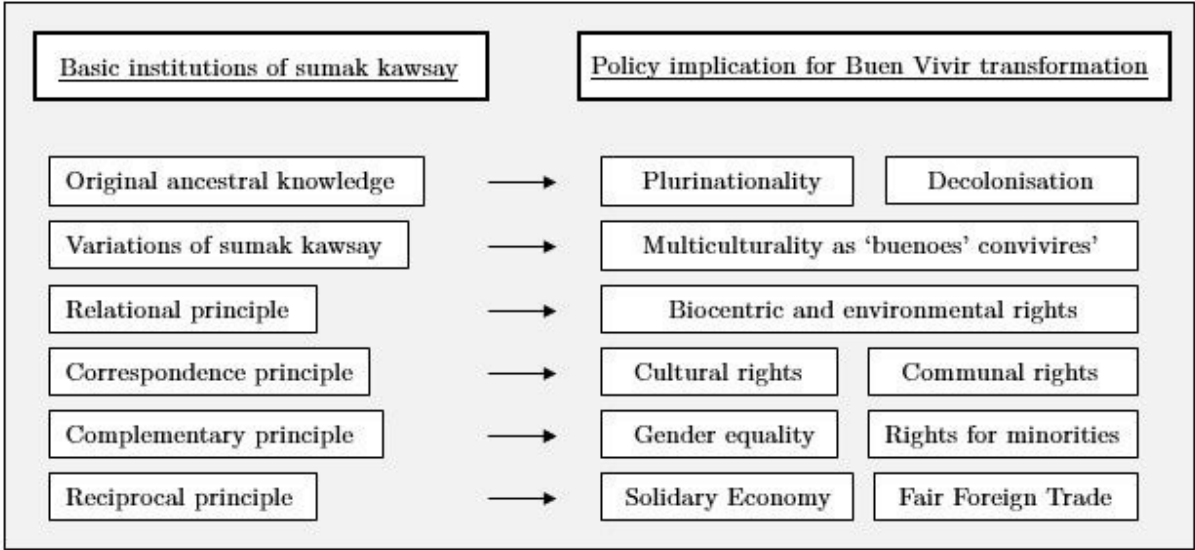 Basic institutions of sumak kawsay
Policy implication for Buen Vivir transformation
Original ancestral knowledge
Plurinationality
Decolonisation
Variations of sumak kawsay
Multiculturality as ‘buenoes’ convivires’
Relational principle
Biocentric and environmental rights
Correspondence principle
Cultural rights
Communal rights
Complementary principle
Gender equality
Rights for minorities
Reciprocal principle
Solidary Economy
Fair Foreign Trade